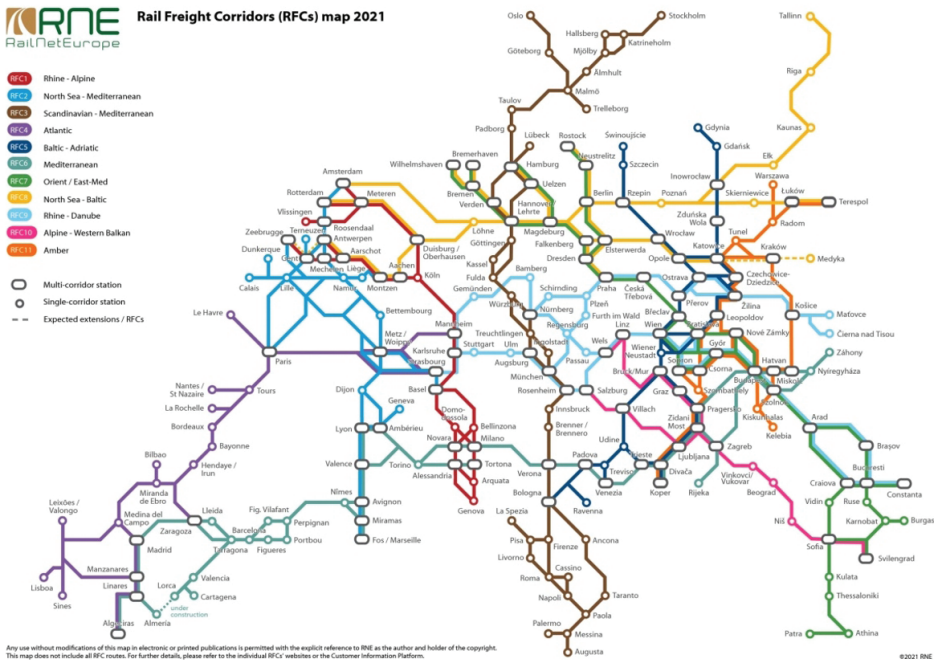 RNE
RailNetEurope
Rail Freight Corridors (RFCs) map 2021
RFC1 Rhine - Alpine
RFC2 North Sea - Mediterranean
RFC3 Scandinavian - Mediterranean
RFC4 Atlantic
RFC5 Baltic - Adriatic
RFC6 Mediterranean
RFC7 Orient / East-Med
RFC8 North Sea - Baltic
RFC9 Rhine - Danube
RFC10 Alpine - Western Balkan
RFC11 Amber
Multi-corridor station
Single-corridor station
Expected extensions / RFCs
Oslo
Stockholm
Tallinn
Hallsberg
Katrineholm
Göteborg
Mjölby
Älmhult
Riga
Malmö
Taulov
Trelleborg
Padborg
Lübeck
Rostock
Świnoujście
Gdynia
Kaunas
Gdańsk
Bremerhaven
Wilhelmshaven
Hamburg
Neustrelitz
Szczecin
Ełk
Inowrocław
Warszawa
Amsterdam
Uelzen
Bremen
Rotterdam
Meteren
Verden
Hannover/
Lehrte
Berlin
Rzepin
Poznań
Skierniewice
Łuków
Terespol
Vlissingen
Roosendaal
Zeebrugge
Terneuzen
Antwerpen
Löhne
Magdeburg
Zduńska
Wola
Radom
Tunel
Dunkerque
Gent
Aarschot
Duisburg /
Oberhausen
Göttingen
Falkenberg
Elsterwerda
Wrocław
Katowice
Kraków
Mechelen
Liège
Aachen
Kassel
Dresden
Opole
Medyka
Calais
Lille
Namur
Montzen
Köln
Fulda
Bamberg
Praha
Česká
Třebová
Ostrava
Czechowice-
Dziedzice
Gemünden
Schirnding
Würzburg
Plzeň
Přerov
Žilina
Le Havre
Bettembourg
Nürnberg
Furth im Wald
Břeclav
Leopoldov
Košice
Maťovce
Mannheim
Treuchtlingen
Regensburg
Linz
Wien
Bratislava
Nové Zámky
Čierna nad Tisou
Metz /
Woippy
Karlsruhe
Stuttgart
Ulm
Ingolstadt
Wels
Wiener
Neustadt
Győr
Paris
Strasbourg
Augsburg
Passau
Sopron
Csorna
Hatvan
Záhony
Nantes /
St Nazaire
Tours
Dijon
Basel
München
Bruck/Mur
Budapest
Miskolc
Nyíregyháza
Geneva
Domo-
dossola
Rosenheim
Salzburg
Graz
Szombathely
Szolnok
La Rochelle
Bellinzona
Innsbruck
Villach
Zidani
Most
Pragersko
Kiskunhalas
Bordeaux
Lyon
Ambérieu
Novara
Milano
Brenner /
Brennero
Udine
Kelebia
Arad
Bayonne
Ljubljana
Zagreb
Brașov
Bilbao
Hendaye /
Irun
Valence
Torino
Tortona
Verona
Padova
Treviso
Trieste
Divača
Vinkovci/
Vukovar
București
Alessandria
Arquata
Miranda
de Ebro
Nîmes
Avignon
Genova
Bologna
Venezia
Koper
Rijeka
Beograd
Craiova
Constanta
Leixões /
Valongo
Medina del
Campo
Lleida
Fig. Vilafant
Perpignan
Ravenna
Vidin
Ruse
Zaragoza
Barcelona
Miramas
La Spezia
Niš
Karnobat
Burgas
Madrid
Tarragona
Figueres
Portbou
Fos / Marseille
Pisa
Firenze
Ancona
Sofia
Livorno
Svilengrad
Manzanares
Valencia
Cassino
Kulata
Lisboa
Linares
Lorca
Roma
Sines
Cartagena
Napoli
Taranto
Thessaloniki
under
construction
Algeciras
Almería
Paola
Palermo
Messina
Patra
Athina
Augusta
Any use without modifications of this map in electronic or printed publications is permitted with the explicit reference to RNE as the author and holder of the copyright.
This map does not include all RFC routes. For further details, please refer to the individual RFCs' websites or the Customer Information Platform.
©2021 RNE